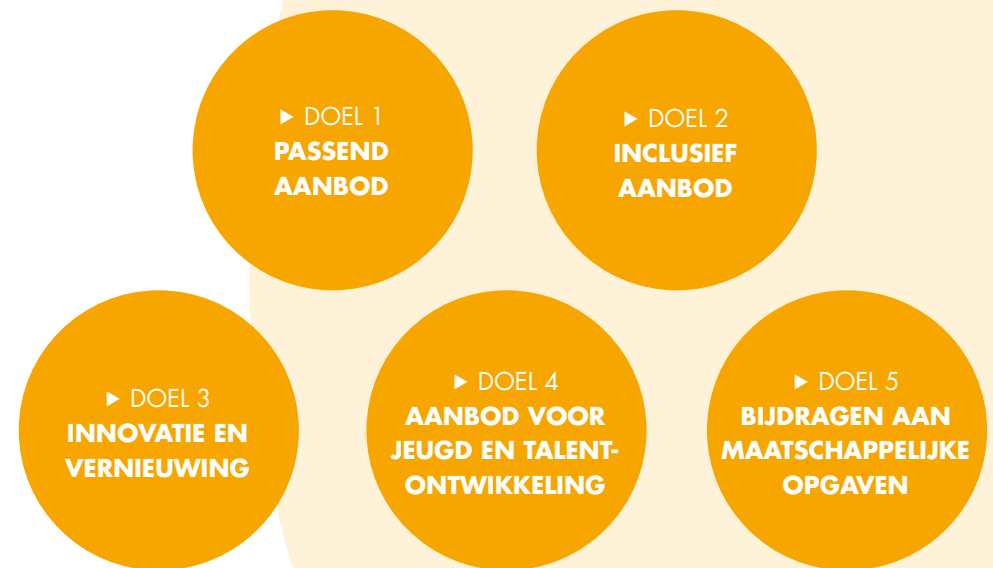 ▶ DOEL 1
PASSEND
AANBOD
▶ DOEL 2
INCLUSIEF
AANBOD
▶ DOEL 3
INNOVATIE EN
VERNIEUWING
▶ DOEL 4
AANBOD VOOR
JEUGD EN TALENT-
ONTWIKKELING
▶ DOEL 5
BIJDRAGEN AAN
MAATSCHAPPELIJKE
OPGAVEN